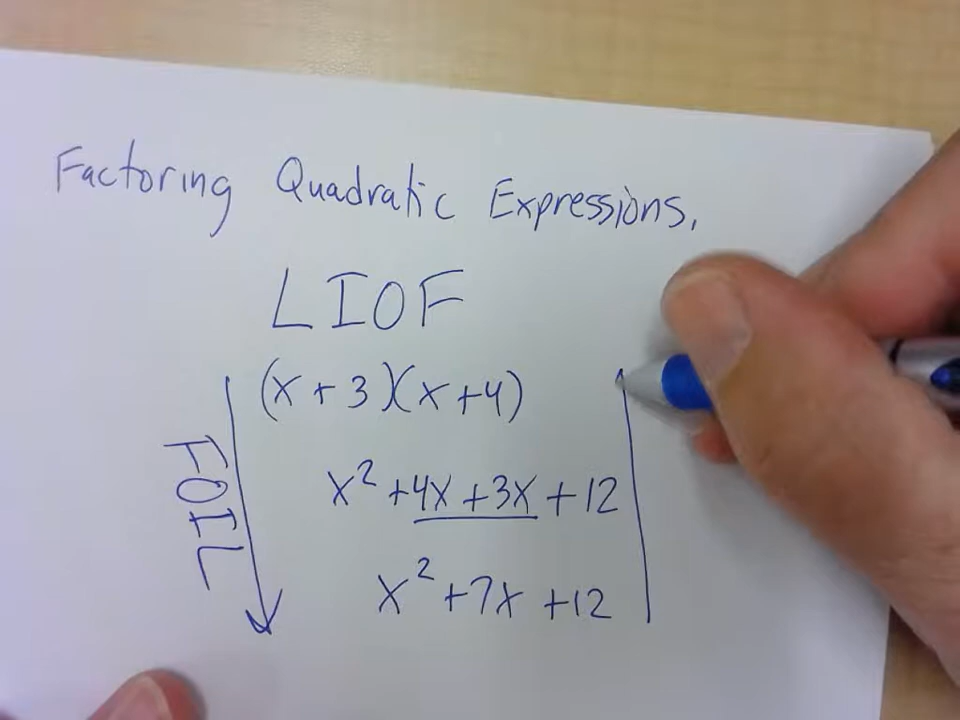 Factoring Quadratic Expressions.
LIOF
(x + 3)(x + 4)
FOIL
x² + 4x + 3x + 12
x² + 7x + 12